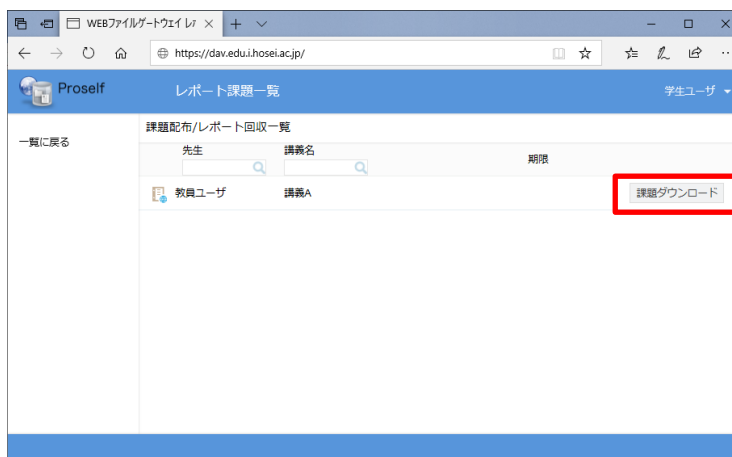 WEBファイルゲートウエイ レポ
https://dav.edu.i.hosei.ac.jp/
Proself
レポート課題一覧
学生ユーザ
一覧に戻る
課題配布/レポート回収一覧
先生
講義名
期限
教員ユーザ
講義A
課題ダウンロード